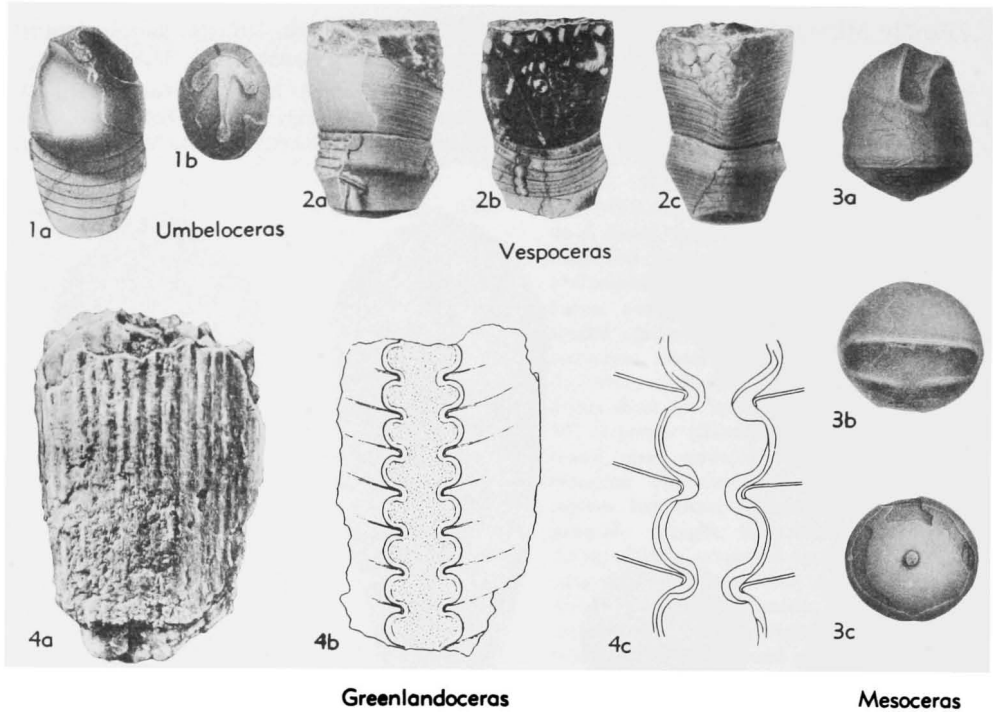 1a
1b
Umbeloceras
2a
2b
2c
Vespoceras
3a
3b
3c
4a
4b
4c
Greenlandoceras
Mesoceras